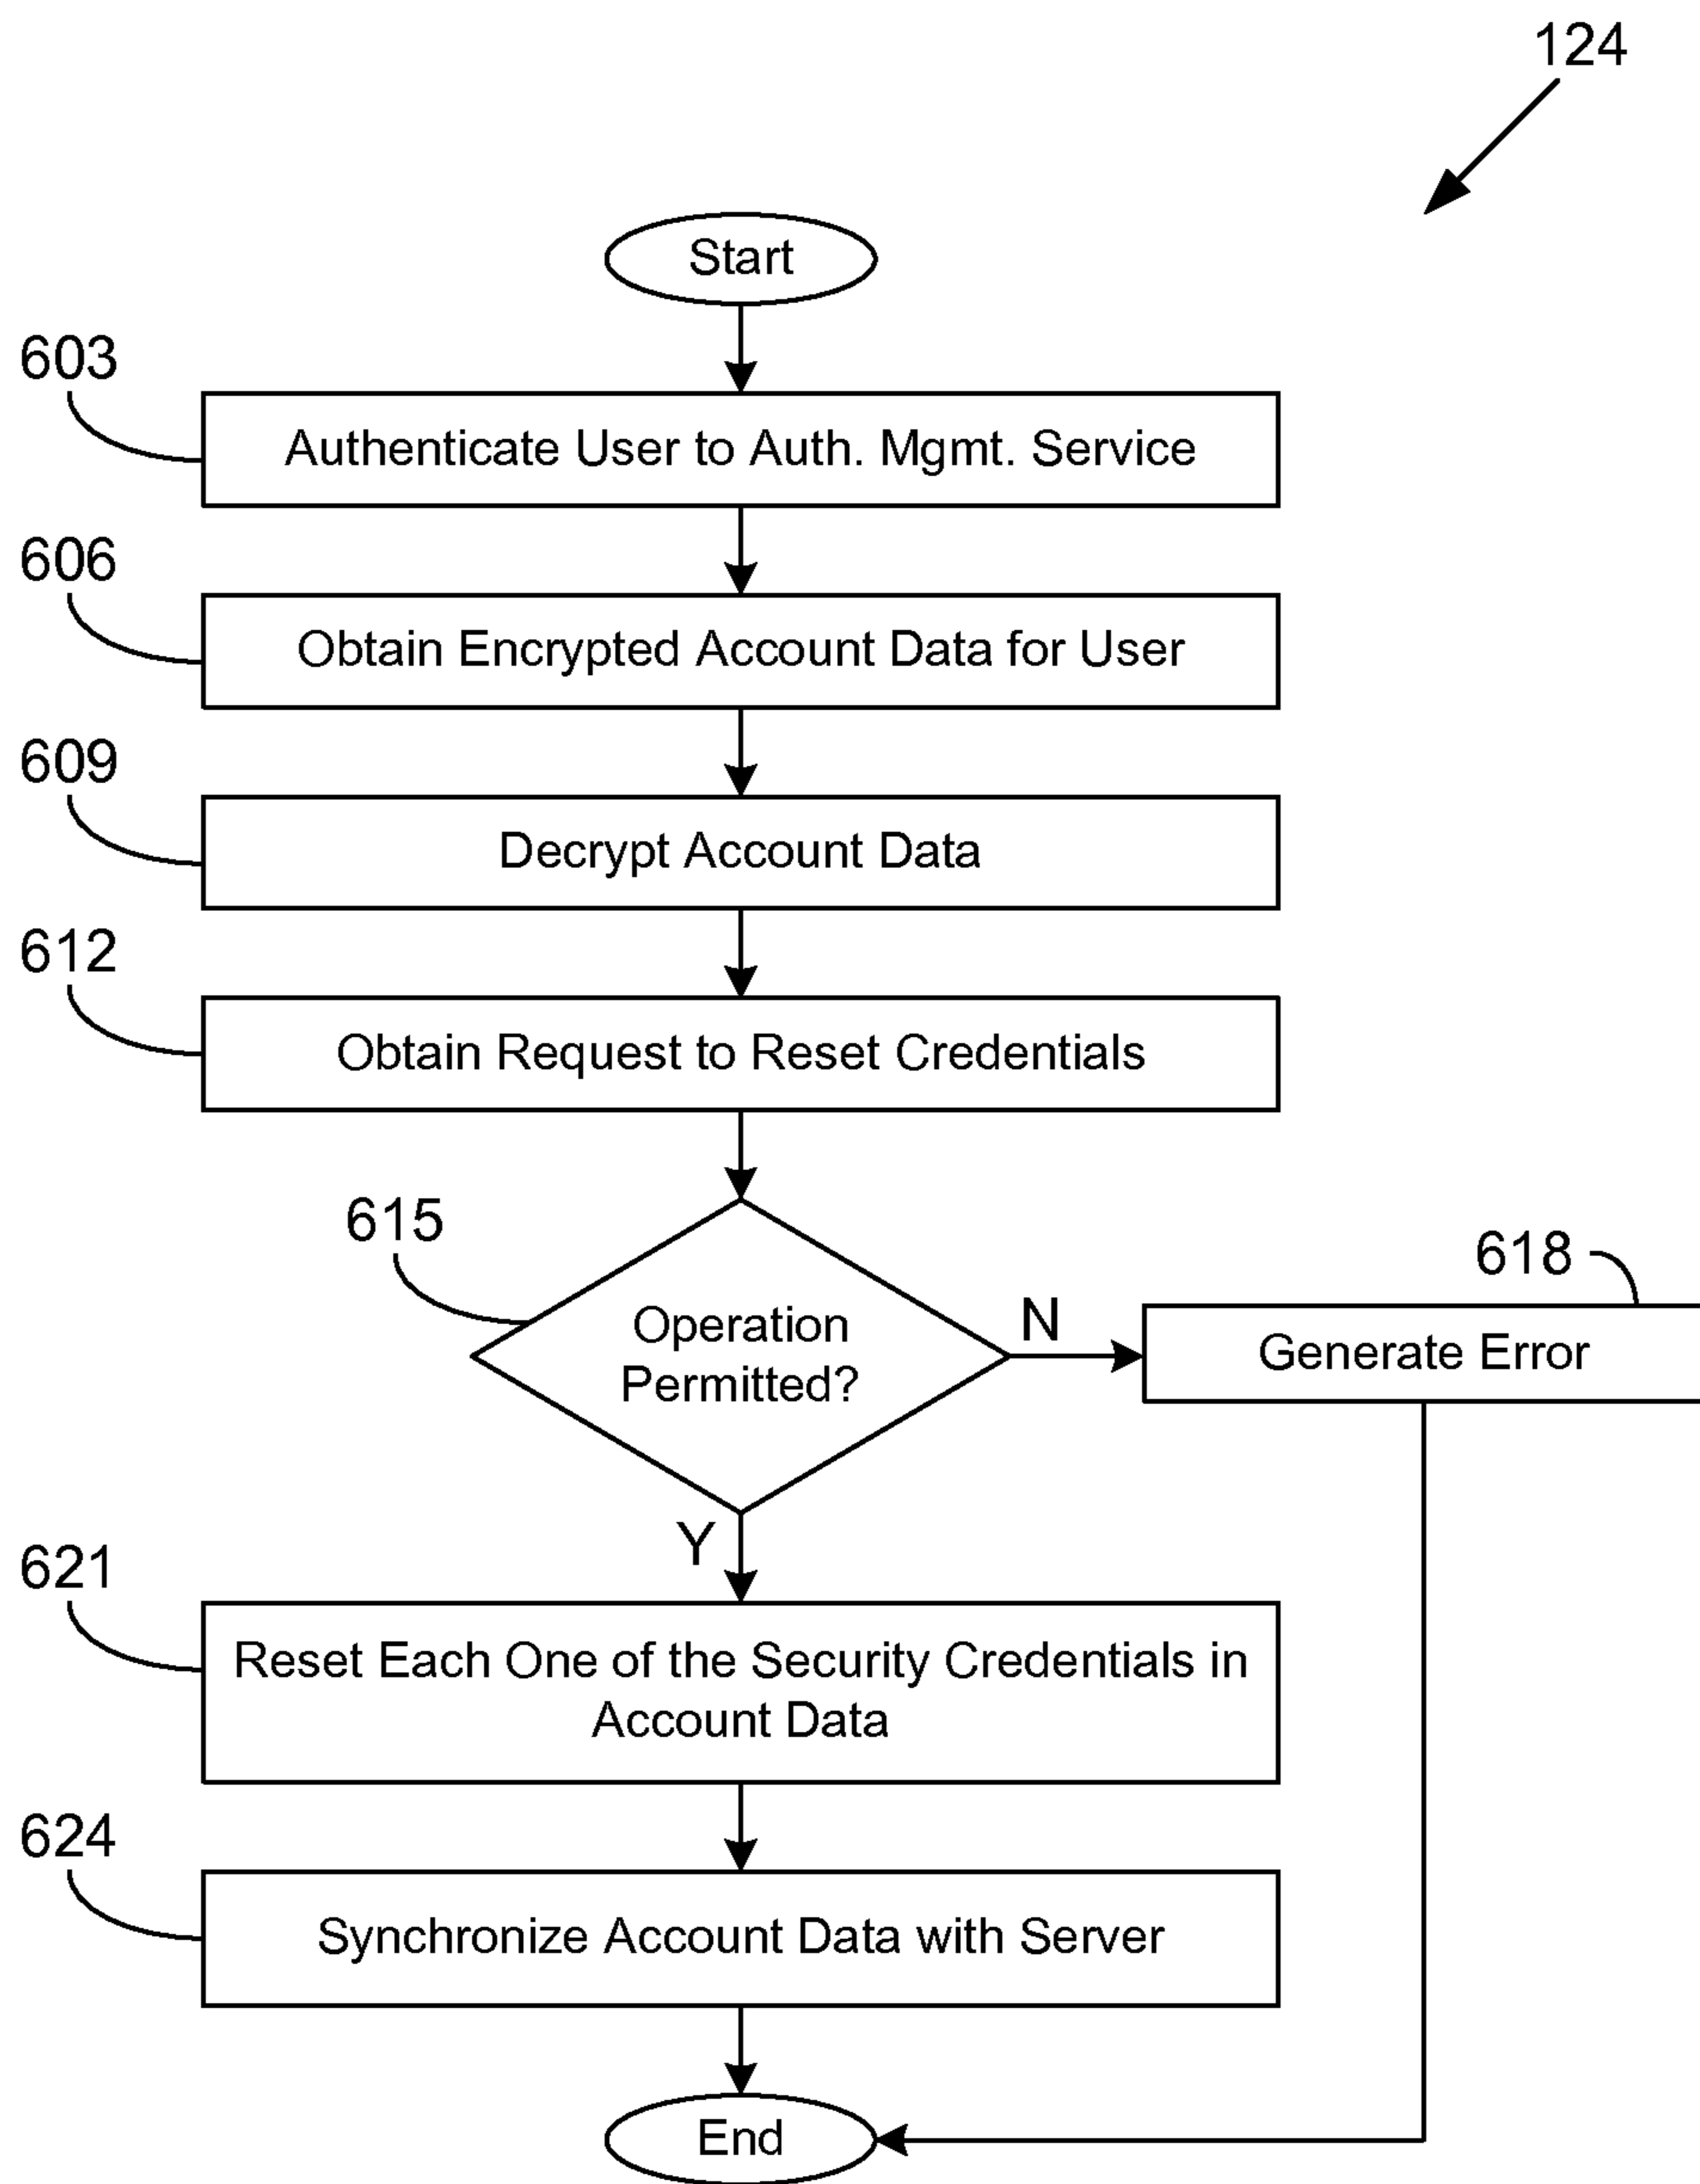 124
Start
603
Authenticate User to Auth. Mgmt. Service
606
Obtain Encrypted Account Data for User
609
Decrypt Account Data
612
Obtain Request to Reset Credentials
615
Operation
Permitted?
N
618
Generate Error
Y
621
Reset Each One of the Security Credentials in
Account Data
624
Synchronize Account Data with Server
End